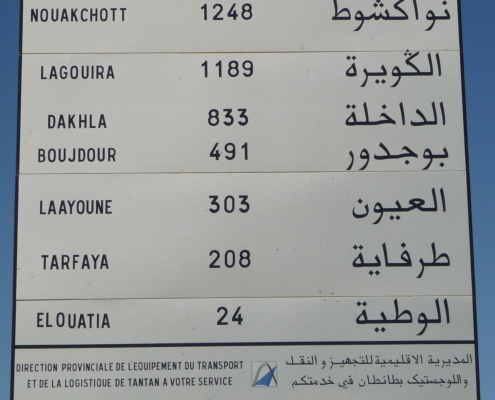 NOUAKCHOTT 1248 نواكشوط
LAGOUIRA 1189 الݣويرة
DAKHLA 833 الداخلة
BOUJDOUR 491 بوجدور
LAAYOUNE 303 العيون
TARFAYA 208 طرفاية
ELOUATIA 24 الوطية
DIRECTION PROVINCIALE DE L'EQUIPEMENT DU TRANSPORT
ET DE LA LOGISTIQUE DE TANTAN A VOTRE SERVICE
المديرية الاقليمية للتجهيز و النقل
واللوجستيك بطانطان في خدمتكم